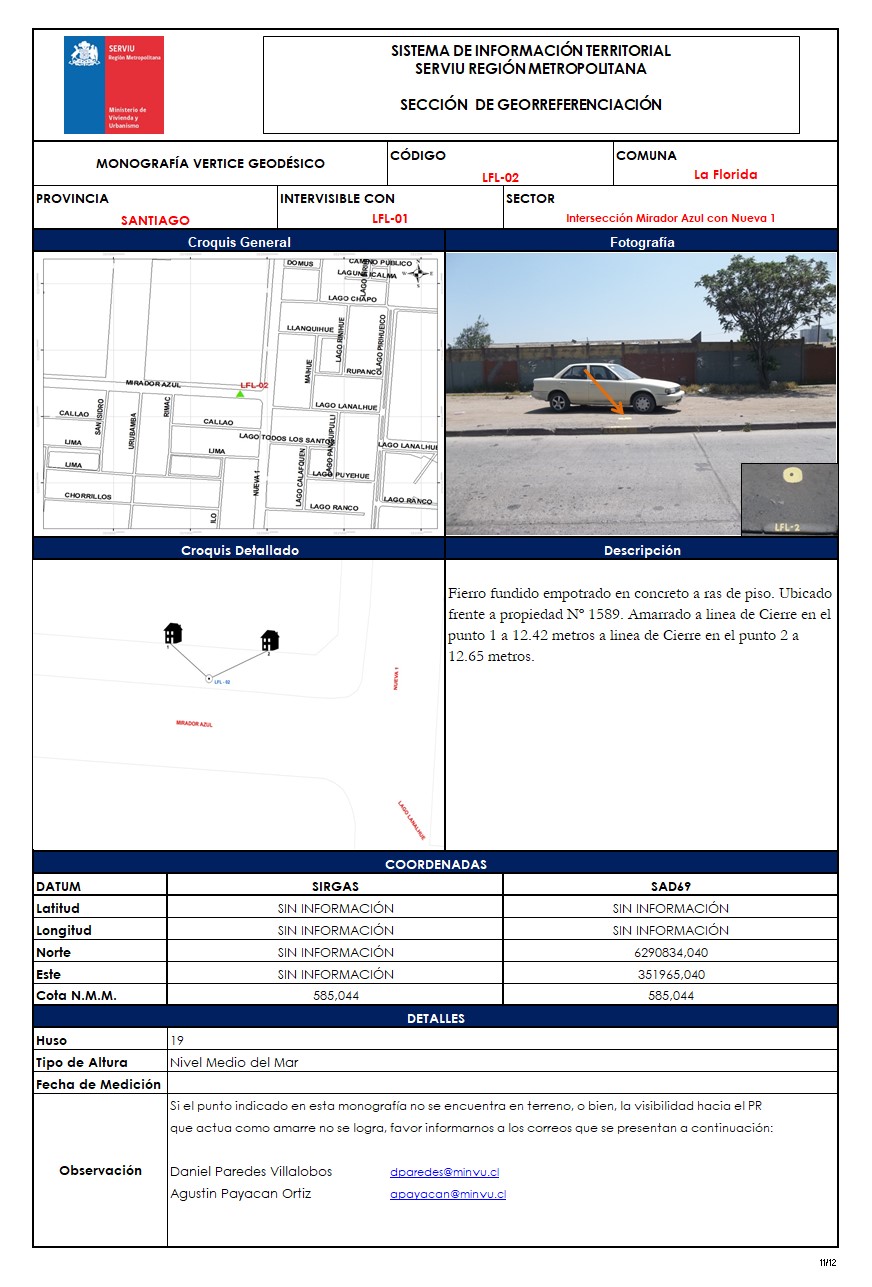 SERVIU
Región Metropolitana
Ministerio de
Vivienda y
Urbanismo
SISTEMA DE INFORMACIÓN TERRITORIAL
SERVIU REGIÓN METROPOLITANA
SECCIÓN DE GEORREFERENCIACIÓN
MONOGRAFÍA VERTICE GEODÉSICO
CÓDIGO
LFL-02
COMUNA
La Florida
PROVINCIA
SANTIAGO
INTERVISIBLE CON
LFL-01
SECTOR
Intersección Mirador Azul con Nueva 1
Croquis General
Fotografía
DOMUS
CAMINO PUBLICO
LAGUNA ICALMA
W
E
LAGO CHAPO
LLANQUIHUE
LAGO RIÑIHUE
LAGO PIRIHUEICO
MAIHUE
RUPANCO
MIRADOR AZUL
LFL-02
SAN ISIDRO
URUBAMBA
RIMAC
CALLAO
CALLAO
LAGO LANALHUE
LAGO TODOS LOS SANTOS
LAGO PANGUIPULLI
LAGO LANALHUE
LIMA
LIMA
LIMA
LAGO CALAFQUEN
LAGO PUYEHUE
NUEVA 1
CHORRILLOS
LAGO RANCO
LAGO RANCO
ILO
LFL-2
Croquis Detallado
Descripción
1
2
LFL - 02
NUEVA 1
MIRADOR AZUL
LAGO LANALHUE
Fierro fundido empotrado en concreto a ras de piso. Ubicado
frente a propiedad Nº 1589. Amarrado a linea de Cierre en el
punto 1 a 12.42 metros a linea de Cierre en el punto 2 a
12.65 metros.
COORDENADAS
DATUM SIRGAS SAD69
Latitud SIN INFORMACIÓN SIN INFORMACIÓN
Longitud SIN INFORMACIÓN SIN INFORMACIÓN
Norte SIN INFORMACIÓN 6290834,040
Este SIN INFORMACIÓN 351965,040
Cota N.M.M. 585,044 585,044
DETALLES
Huso 19
Tipo de Altura Nivel Medio del Mar
Fecha de Medición
Observación
Si el punto indicado en esta monografía no se encuentra en terreno, o bien, la visibilidad hacia el PR
que actua como amarre no se logra, favor informarnos a los correos que se presentan a continuación:
Daniel Paredes Villalobos dparedes@minvu.cl
Agustin Payacan Ortiz apayacan@minvu.cl
11/12